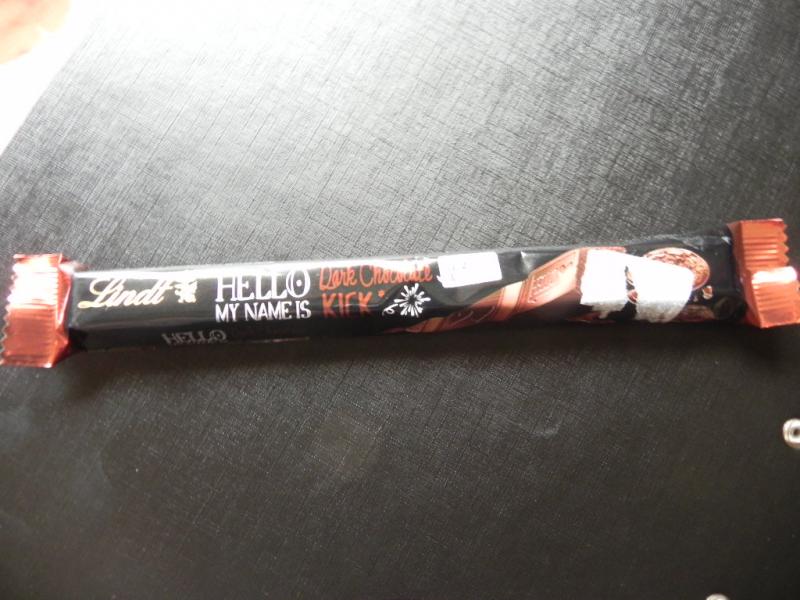 Lindt
HELLO
MY NAME IS
Dark Chocolate
KICK
HELLO